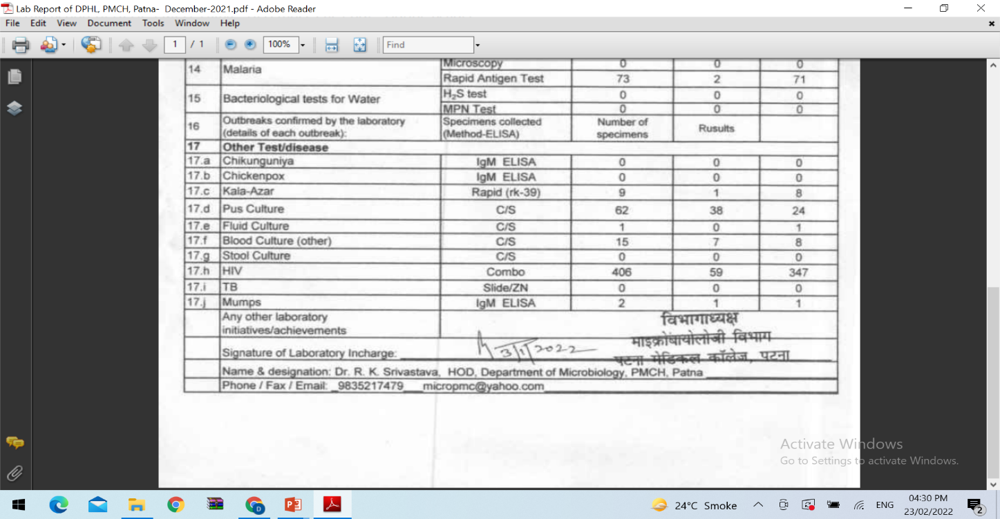 Lab Report of DPHL, PMCH, Patna- December-2021.pdf - Adobe Reader
File Edit View Document Tools Window Help
1 / 1 100% Find
14 Malaria Microscopy 0 0 0
Rapid Antigen Test 73 2 71
15 Bacteriological tests for Water H₂S test 0 0 0
MPN Test 0 0 0
16 Outbreaks confirmed by the laboratory Specimens collected Number of Rusults
(details of each outbreak): (Method-ELISA) specimens
17 Other Test/disease
17.a Chikunguniya IgM ELISA 0 0 0
17.b Chickenpox IgM ELISA 0 0 0
17.c Kala-Azar Rapid (rk-39) 9 1 8
17.d Pus Culture C/S 62 38 24
17.e Fluid Culture C/S 1 0 1
17.f Blood Culture (other) C/S 15 7 8
17.g Stool Culture C/S 0 0 0
17.h HIV Combo 406 59 347
17.i TB Slide/ZN 0 0 0
17.j Mumps IgM ELISA 2 1 1
Any other laboratory विभागाध्यक्ष
initiatives/achievements
माइक्रोबायोलोजी विभाग
Signature of Laboratory Incharge: 3/1/2022 पटना मेडिकल कॉलेज, पटना
Name & designation: Dr. R. K. Srivastava, HOD, Department of Microbiology, PMCH, Patna
Phone / Fax / Email: 9835217479 micropmc@yahoo.com
Activate Windows
Go to Settings to activate Windows.
24°C Smoke ENG 04:30 PM
23/02/2022 2